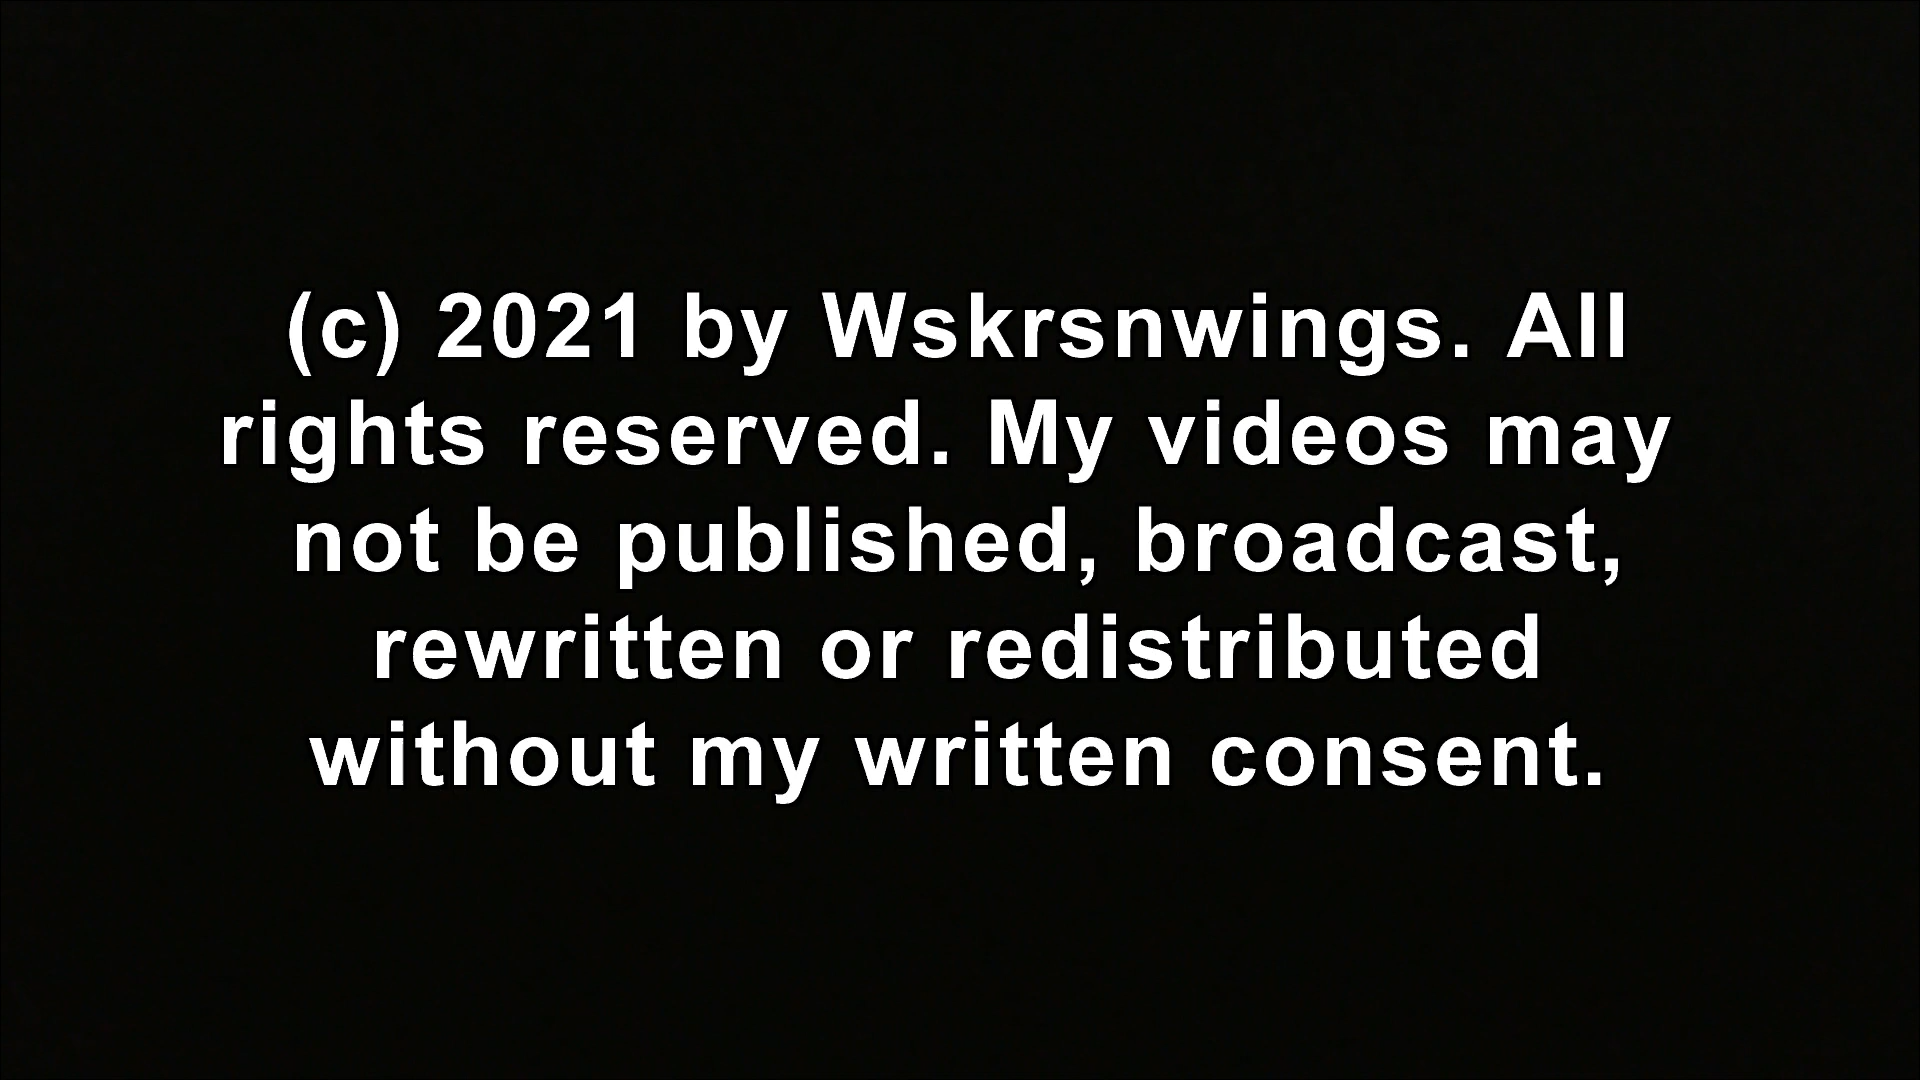 (c) 2021 by Wskrsnwings. All
rights reserved. My videos may
not be published, broadcast,
rewritten or redistributed
without my written consent.